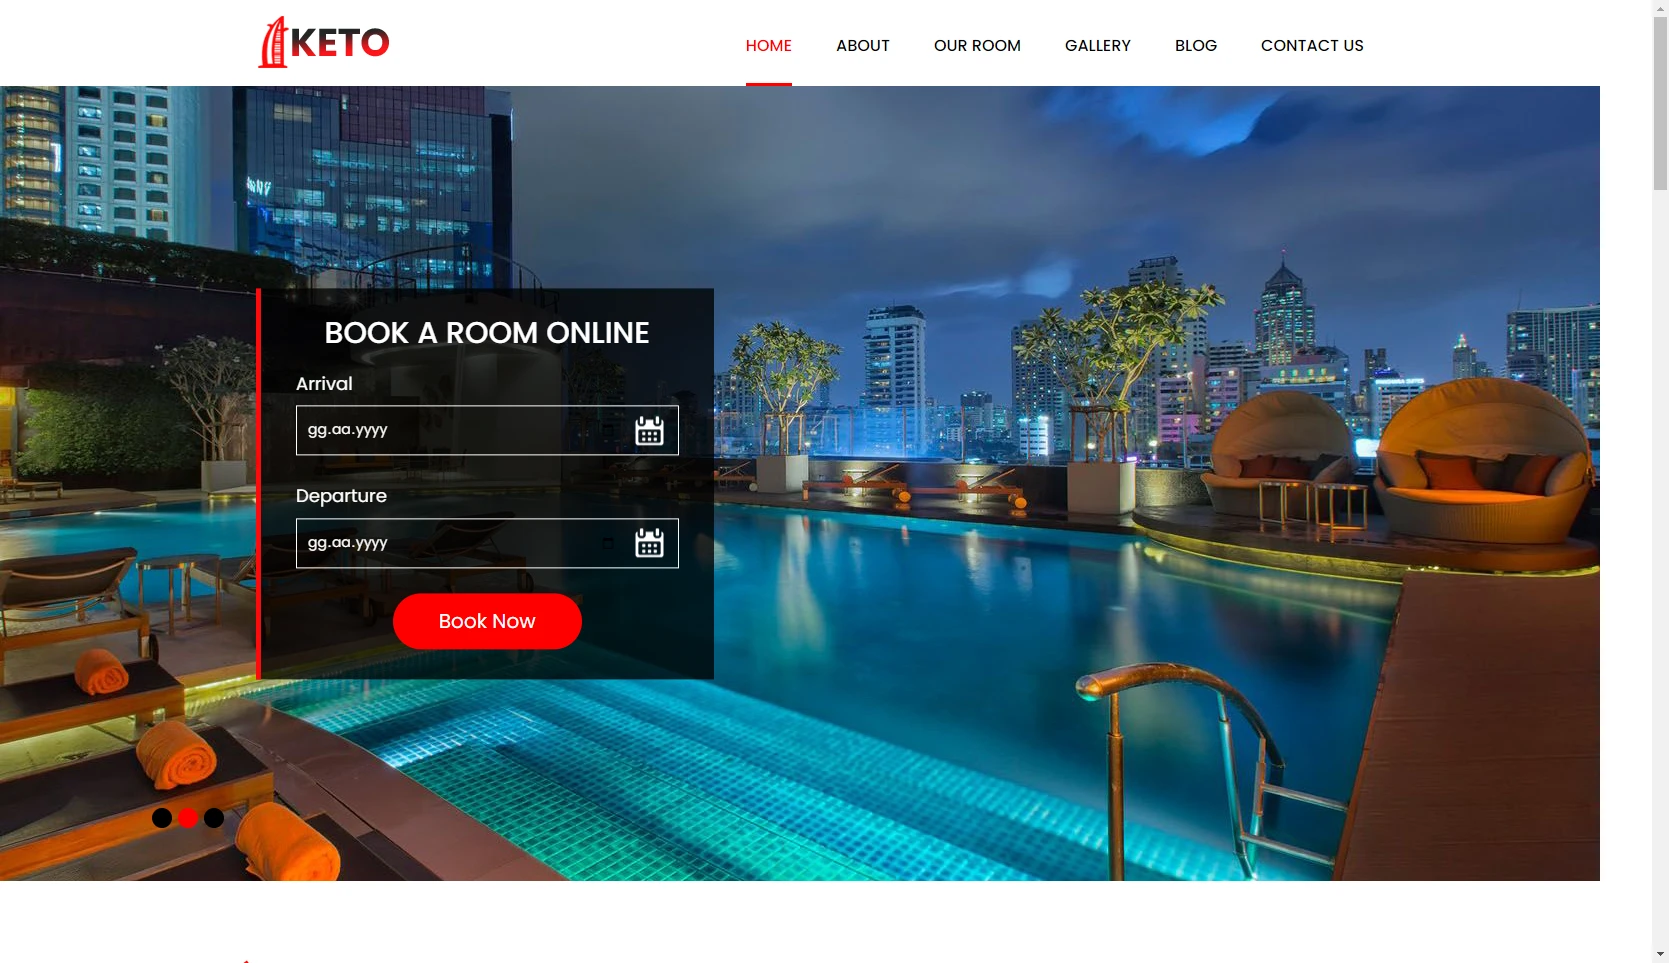 KETO
HOME ABOUT OUR ROOM GALLERY BLOG CONTACT US
BOOK A ROOM ONLINE
Arrival
gg.aa.yyyy
Departure
gg.aa.yyyy
Book Now